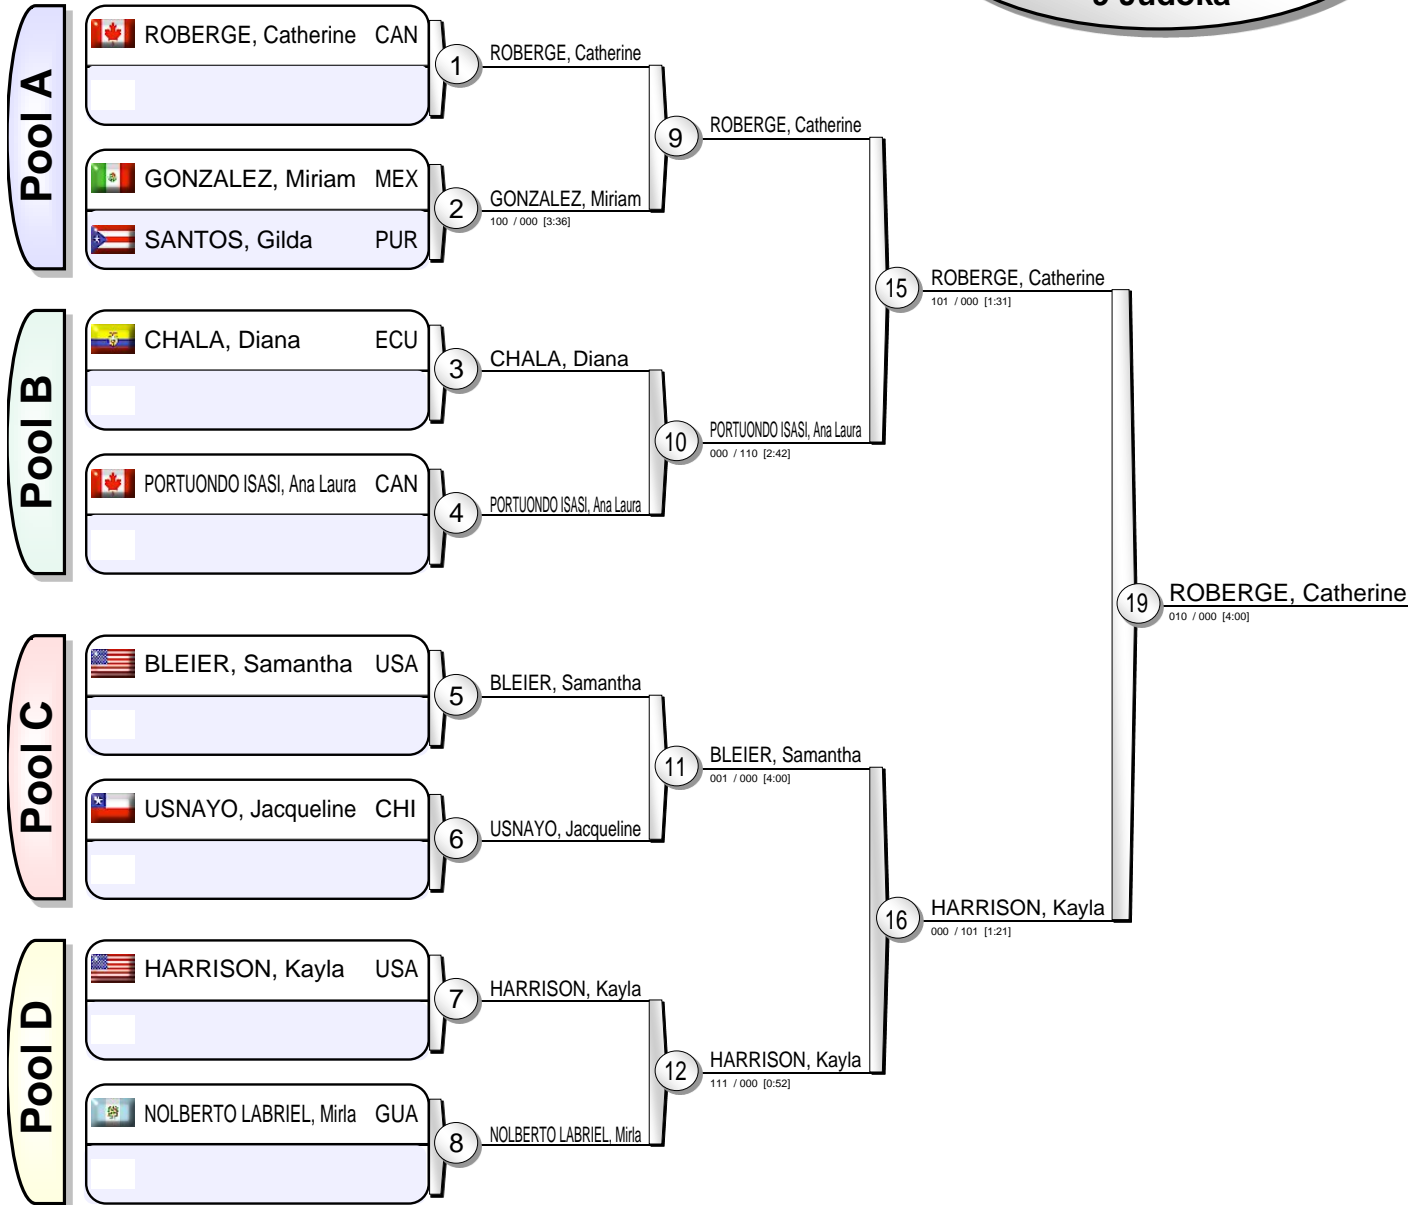 9 Judoka
Pool A
ROBERGE, Catherine CAN
1
ROBERGE, Catherine
GONZALEZ, Miriam MEX
SANTOS, Gilda PUR
2
GONZALEZ, Miriam
100 / 000 [3:36]
9
ROBERGE, Catherine
Pool B
CHALA, Diana ECU
3
CHALA, Diana
PORTUONDO ISASI, Ana Laura CAN
4
PORTUONDO ISASI, Ana Laura
10
PORTUONDO ISASI, Ana Laura
000 / 110 [2:42]
15
ROBERGE, Catherine
101 / 000 [1:31]
Pool C
BLEIER, Samantha USA
5
BLEIER, Samantha
USNAYO, Jacqueline CHI
6
USNAYO, Jacqueline
11
BLEIER, Samantha
001 / 000 [4:00]
Pool D
HARRISON, Kayla USA
7
HARRISON, Kayla
NOLBERTO LABRIEL, Mirla GUA
8
NOLBERTO LABRIEL, Mirla
12
HARRISON, Kayla
111 / 000 [0:52]
16
HARRISON, Kayla
000 / 101 [1:21]
19
ROBERGE, Catherine
010 / 000 [4:00]